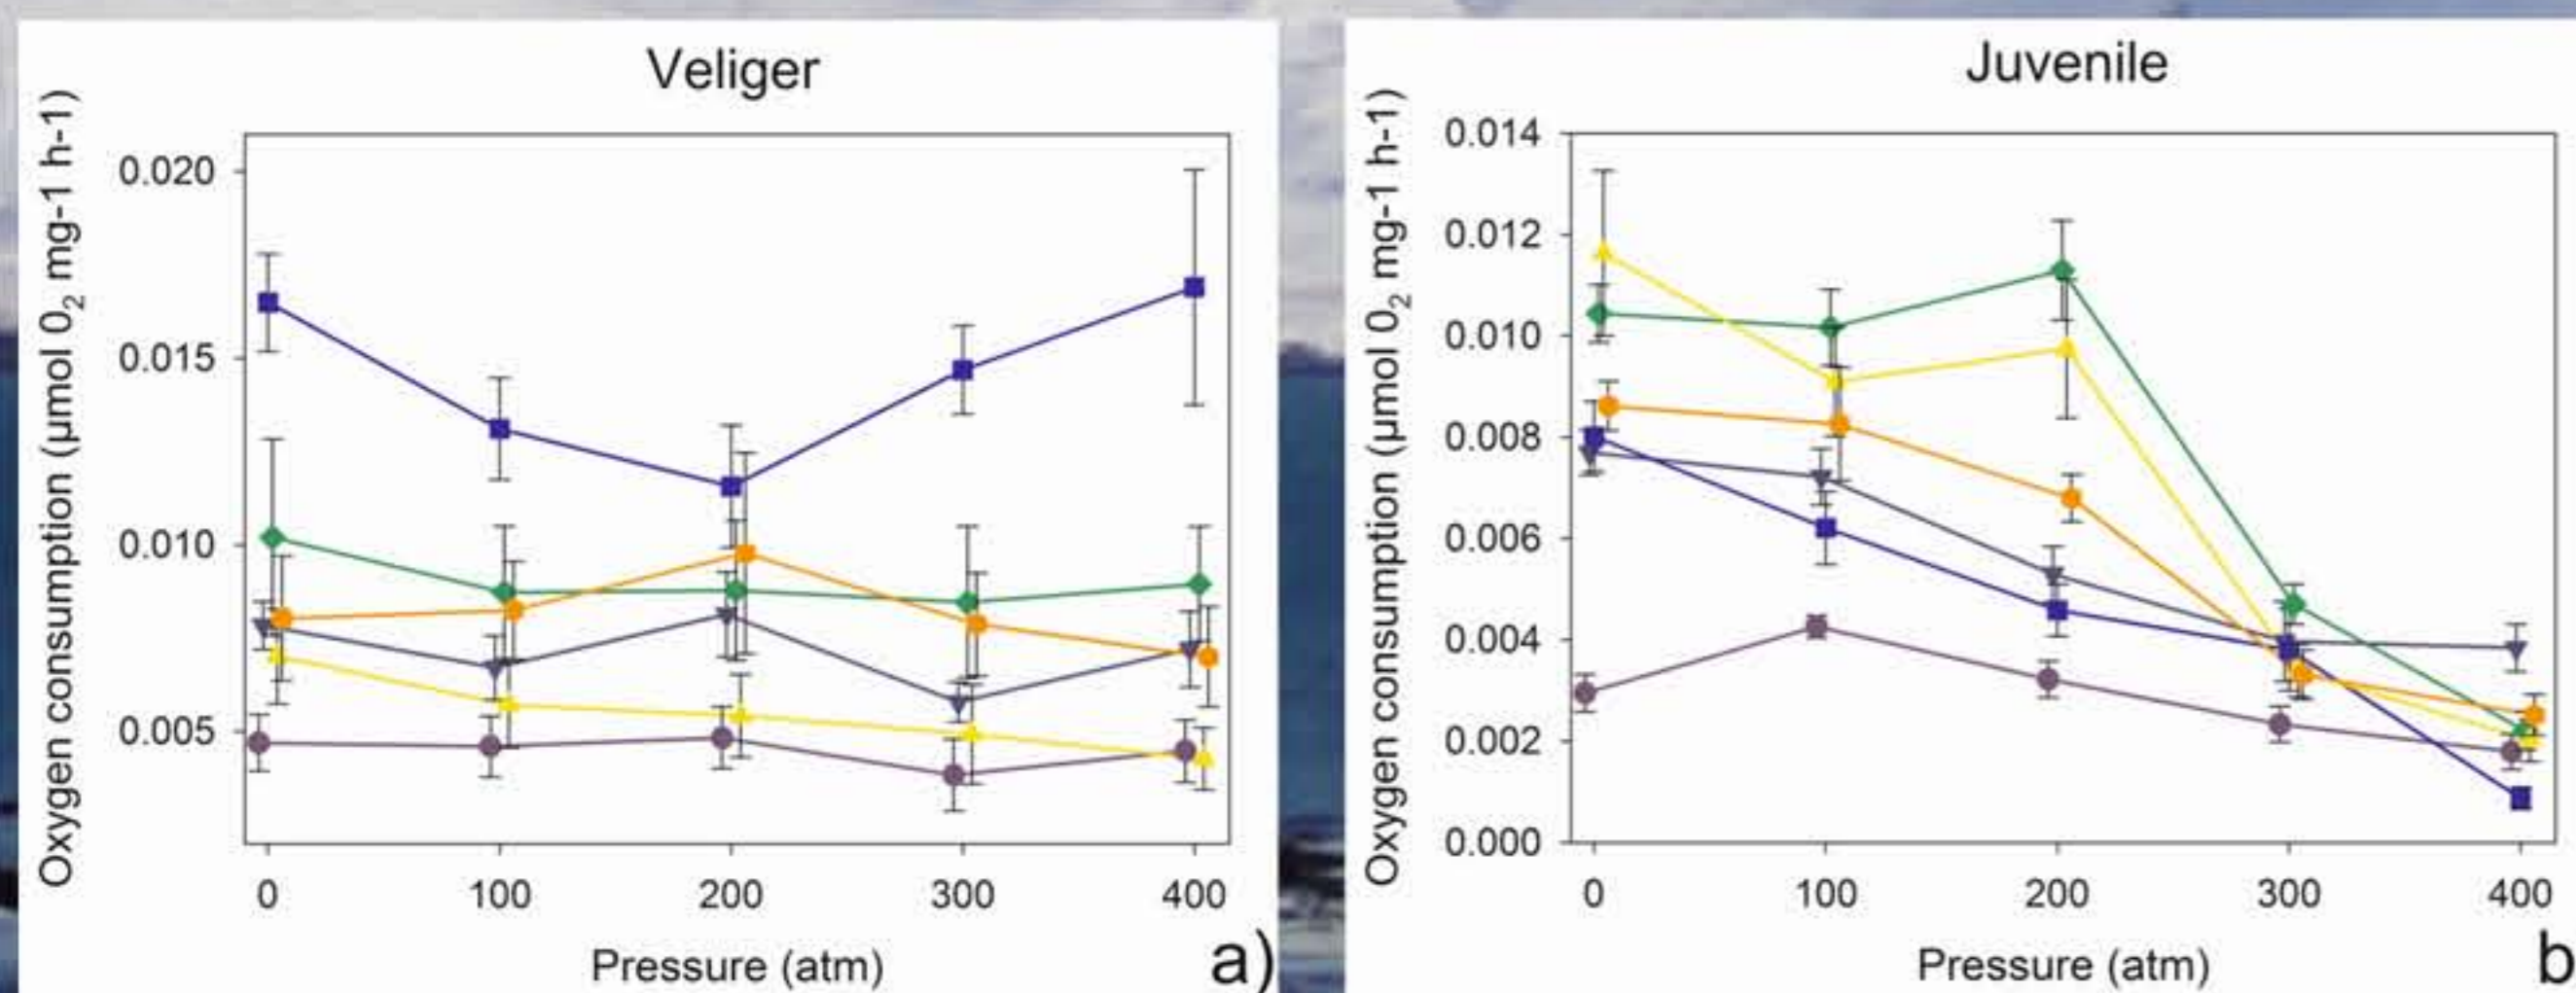 Veliger
Oxygen consumption (µmol 0₂ mg-1 h-1)
0.020
0.015
0.010
0.005
0 100 200 300 400
Pressure (atm)
a)
Juvenile
Oxygen consumption (µmol 0₂ mg-1 h-1)
0.014
0.012
0.010
0.008
0.006
0.004
0.002
0.000
0 100 200 300 400
Pressure (atm)
b